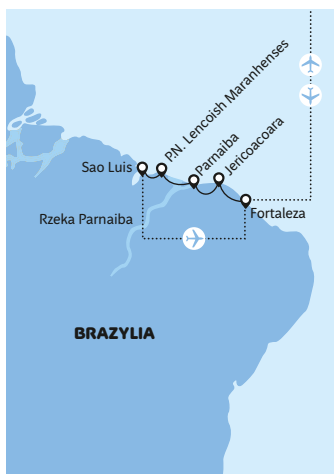 P.N. Lencoish Maranhenses
Parnaiba
Jericoacoara
Sao Luis
Fortaleza
Rzeka Parnaiba
BRAZYLIA